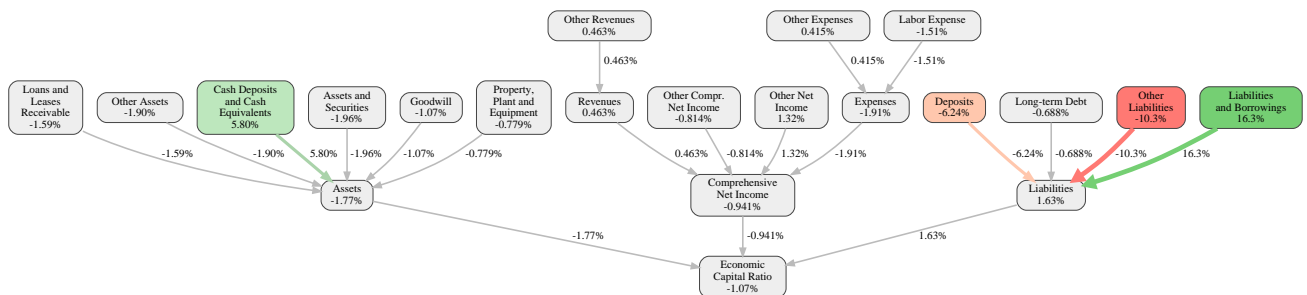 Other Revenues
0.463%
Other Expenses
0.415%
Labor Expense
-1.51%
0.463%
0.415%
-1.51%
Loans and
Leases
Receivable
-1.59%
Other Assets
-1.90%
Cash Deposits
and Cash
Equivalents
5.80%
Assets and
Securities
-1.96%
Goodwill
-1.07%
Property,
Plant and
Equipment
-0.779%
Revenues
0.463%
Other Compr.
Net Income
-0.814%
Other Net
Income
1.32%
Expenses
-1.91%
Deposits
-6.24%
Long-term Debt
-0.688%
Other
Liabilities
-10.3%
Liabilities
and Borrowings
16.3%
-1.59%
-1.90%
5.80%
-1.96%
-1.07%
-0.779%
0.463%
-0.814%
1.32%
-1.91%
-6.24%
-0.688%
-10.3%
16.3%
Assets
-1.77%
Comprehensive
Net Income
-0.941%
Liabilities
1.63%
-1.77%
-0.941%
1.63%
Economic
Capital Ratio
-1.07%